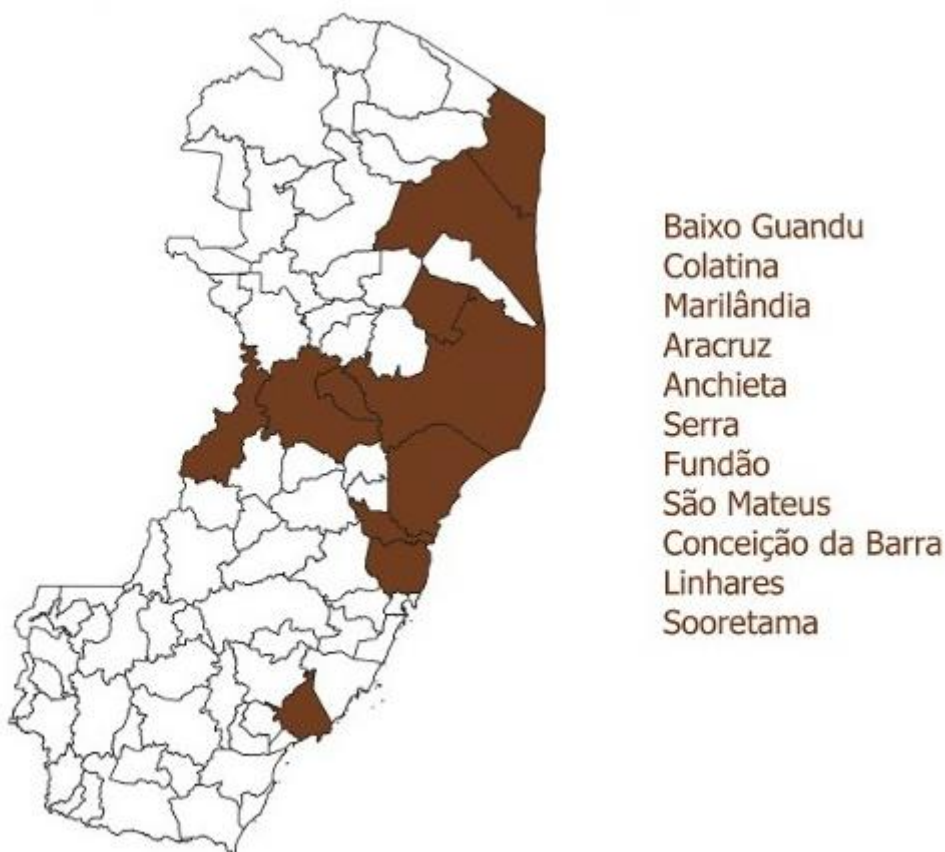 Baixo Guandu
Colatina
Marilândia
Aracruz
Anchieta
Serra
Fundão
São Mateus
Conceição da Barra
Linhares
Sooretama